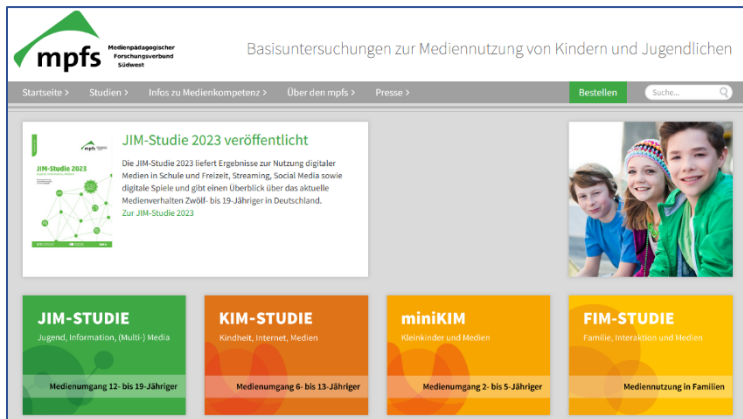 mpfs
Medienpädagogischer
Forschungsverbund
Südwest
Basisuntersuchungen zur Mediennutzung von Kindern und Jugendlichen
Startseite > Studien > Infos zu Medienkompetenz > Über den mpfs > Presse > Bestellen Suche...
mpfs
JIM-Studie 2023
JIM-Studie 2023 veröffentlicht
Die JIM-Studie 2023 liefert Ergebnisse zur Nutzung digitaler
Medien in Schule und Freizeit, Streaming, Social Media sowie
digitale Spiele und gibt einen Überblick über das aktuelle
Medienverhalten Zwölf- bis 19-Jähriger in Deutschland.
Zur JIM-Studie 2023
JIM-STUDIE
Jugend, Information, (Multi-) Media
Medienumgang 12- bis 19-Jähriger
KIM-STUDIE
Kindheit, Internet, Medien
Medienumgang 6- bis 13-Jähriger
miniKIM
Kleinkinder und Medien
Medienumgang 2- bis 5-Jähriger
FIM-STUDIE
Familie, Interaktion und Medien
Mediennutzung in Familien